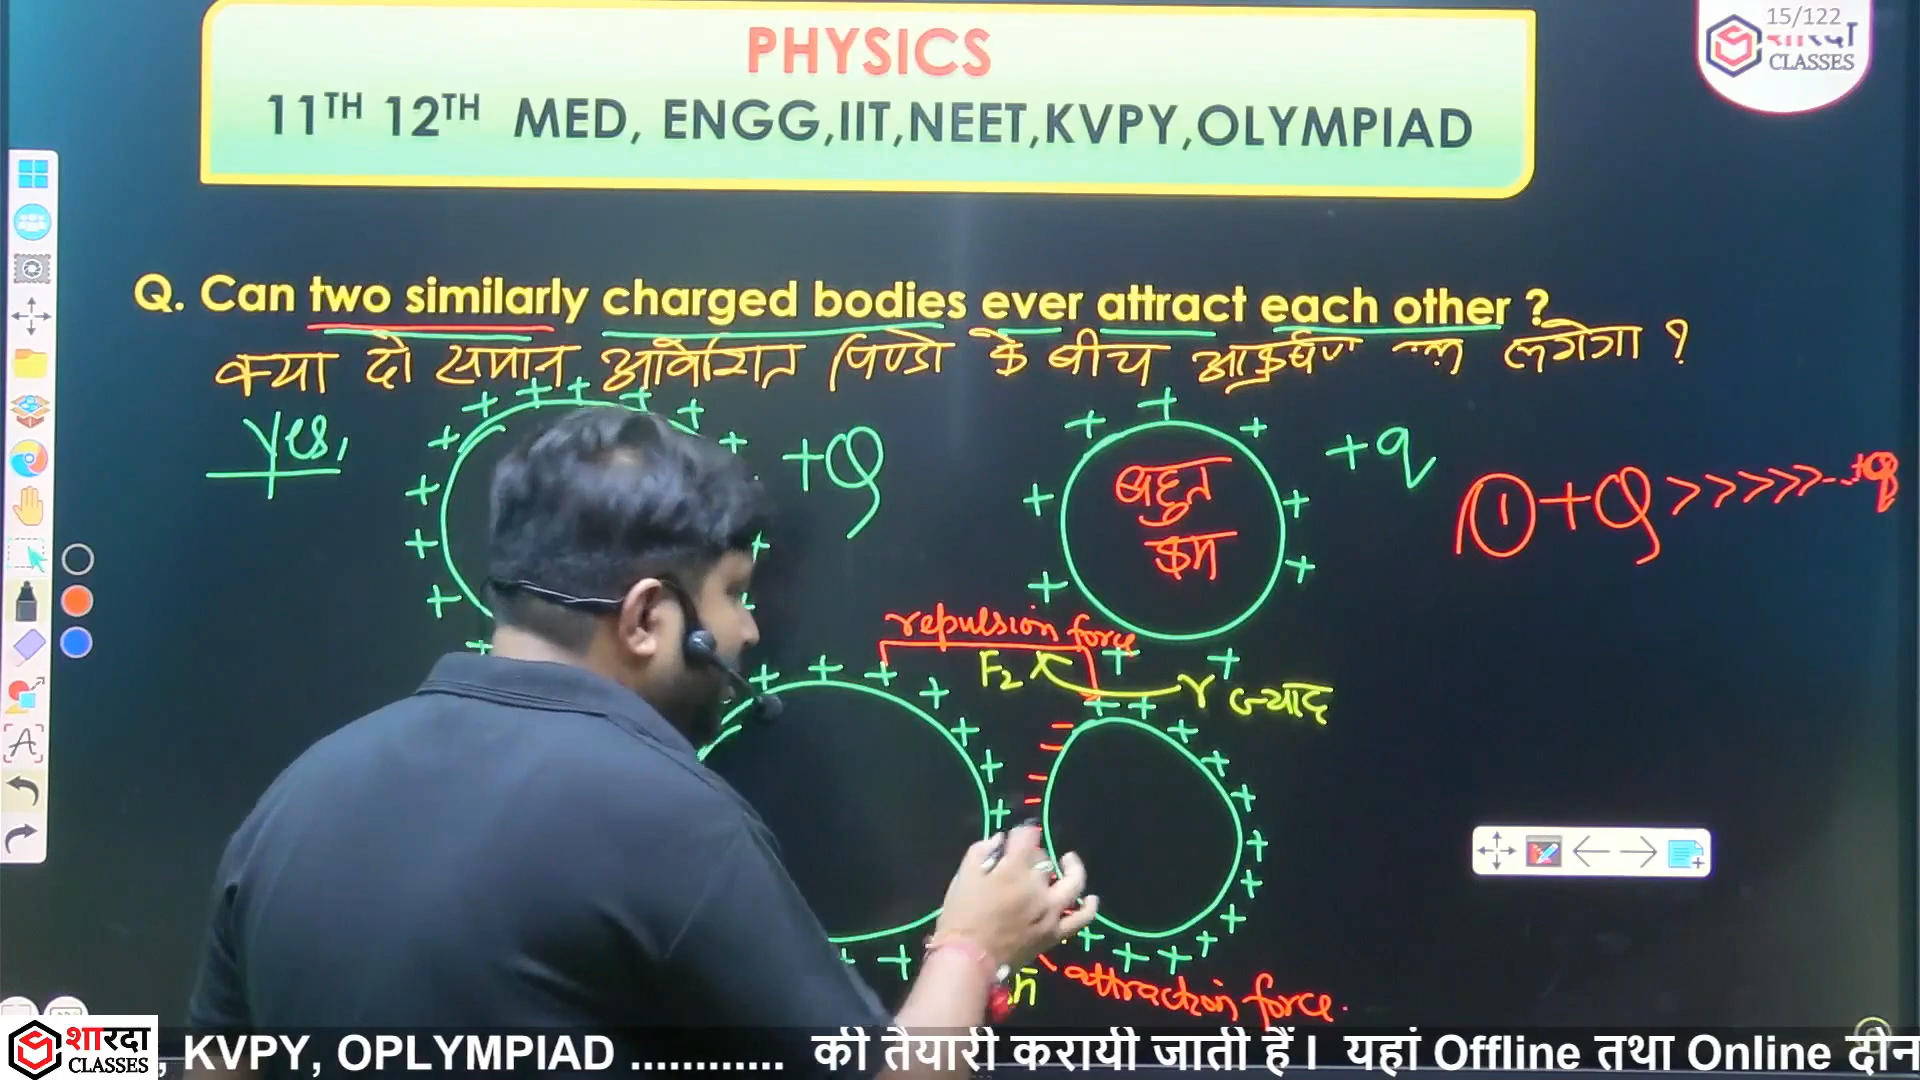 15/122
शारदा
CLASSES
PHYSICS
11TH 12TH MED, ENGG,IIT,NEET,KVPY,OLYMPIAD
Q. Can two similarly charged bodies ever attract each other ?
क्या दो समान आवेशित पिण्डो के बीच आकर्षण बल लगेगा ?
Yes,
+Q
+q
बहुत
कम
① +Q >>>>>>--- +q
repulsion force
F2 r ज्यादा
attraction force.
शारदा
CLASSES
, KVPY, OPLYMPIAD ............ की तैयारी करायी जाती हैं। यहां Offline तथा Online दोन